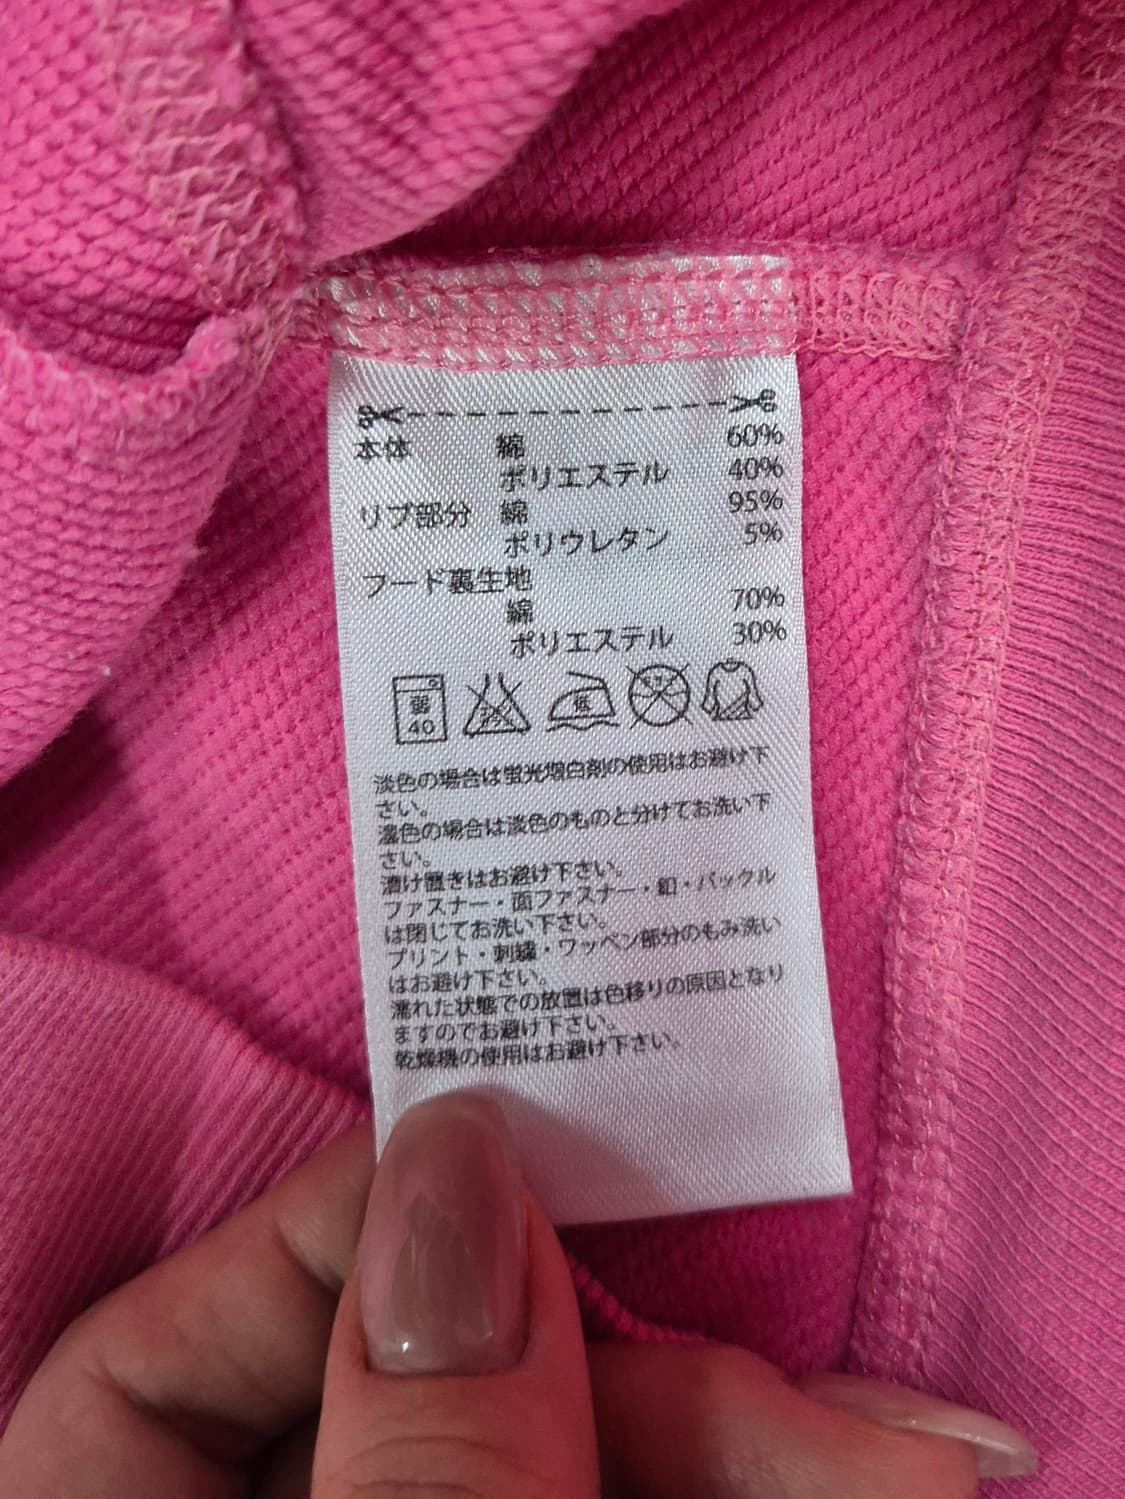 本体 綿 60%
ポリエステル 40%
リブ部分 綿 95%
ポリウレタン 5%
フード裏生地
綿 70%
ポリエステル 30%
弱
40
エンソ
サラシ
低
淡色の場合は蛍光増白剤の使用はお避け下
さい。
濃色の場合は淡色のものと分けてお洗い下
さい。
漬け置きはお避け下さい。
ファスナー・面ファスナー・釦・バックル
は閉じてお洗い下さい。
プリント・刺繍・ワッペン部分のもみ洗い
はお避け下さい。
濡れた状態での放置は色移りの原因となり
ますのでお避け下さい。
乾燥機の使用はお避け下さい。